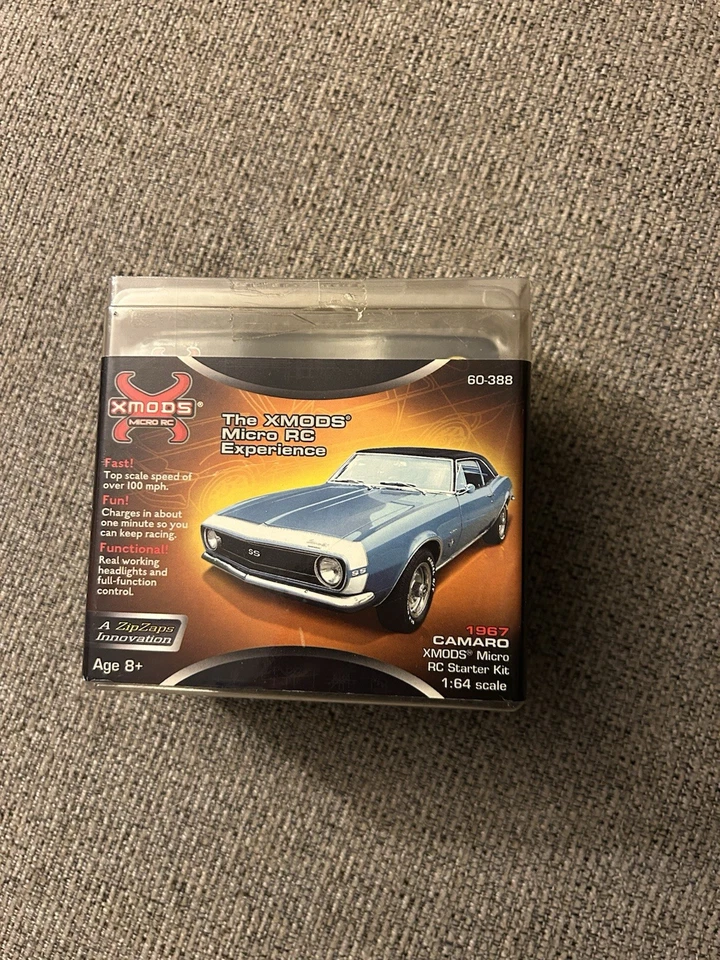 60-388
XMODS®
MICRO RC
The XMODS®
Micro RC
Experience
Fast!
Top scale speed of
over 100 mph.
Fun!
Charges in about
one minute so you
can keep racing.
Functional!
Real working
headlights and
full-function
control.
SS
SS
A ZipZaps
Innovation
Age 8+
1967
CAMARO
XMODS® Micro
RC Starter Kit
1:64 scale